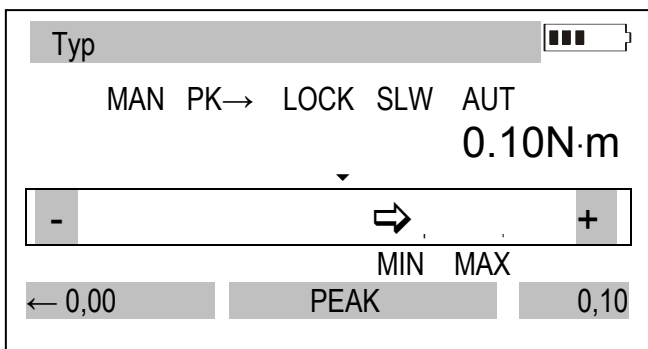 Typ
MAN PK→ LOCK SLW AUT
0.10N·m
- +
MIN MAX
← 0,00 PEAK 0,10